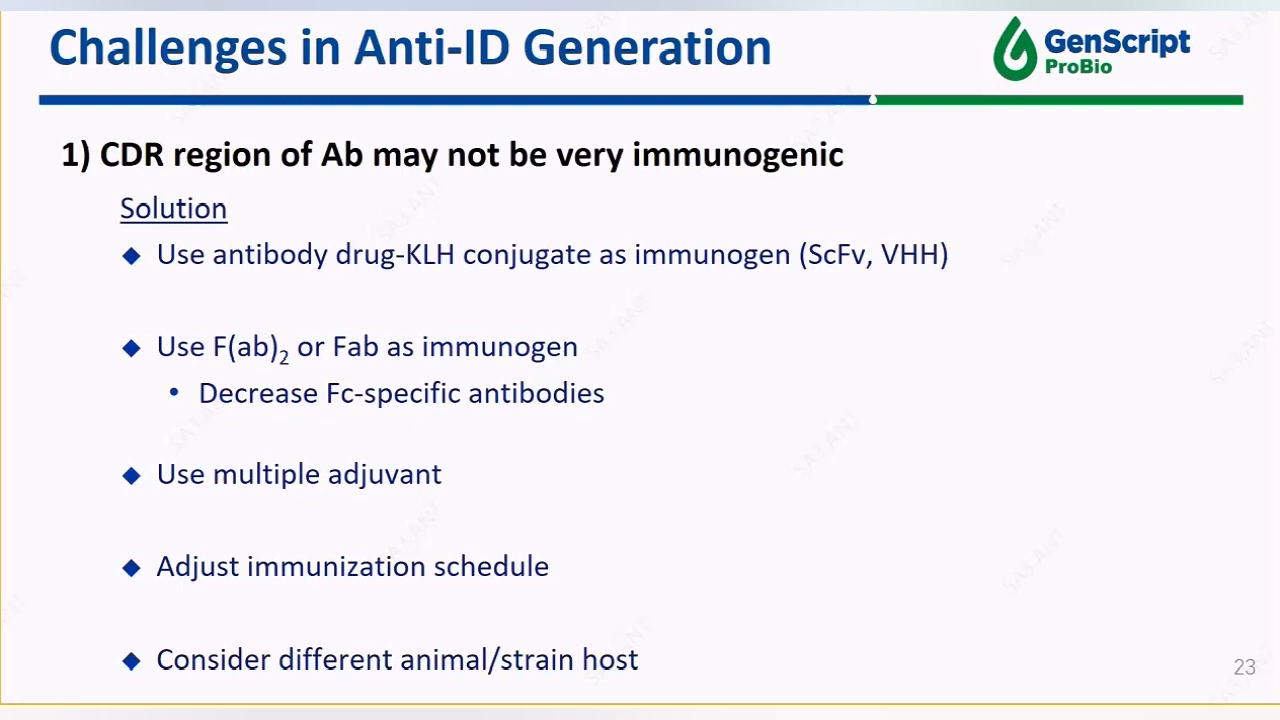 Challenges in Anti-ID Generation
GenScript
ProBio
1) CDR region of Ab may not be very immunogenic
Solution
◆ Use antibody drug-KLH conjugate as immunogen (ScFv, VHH)
◆ Use F(ab)₂ or Fab as immunogen
• Decrease Fc-specific antibodies
◆ Use multiple adjuvant
◆ Adjust immunization schedule
◆ Consider different animal/strain host
23